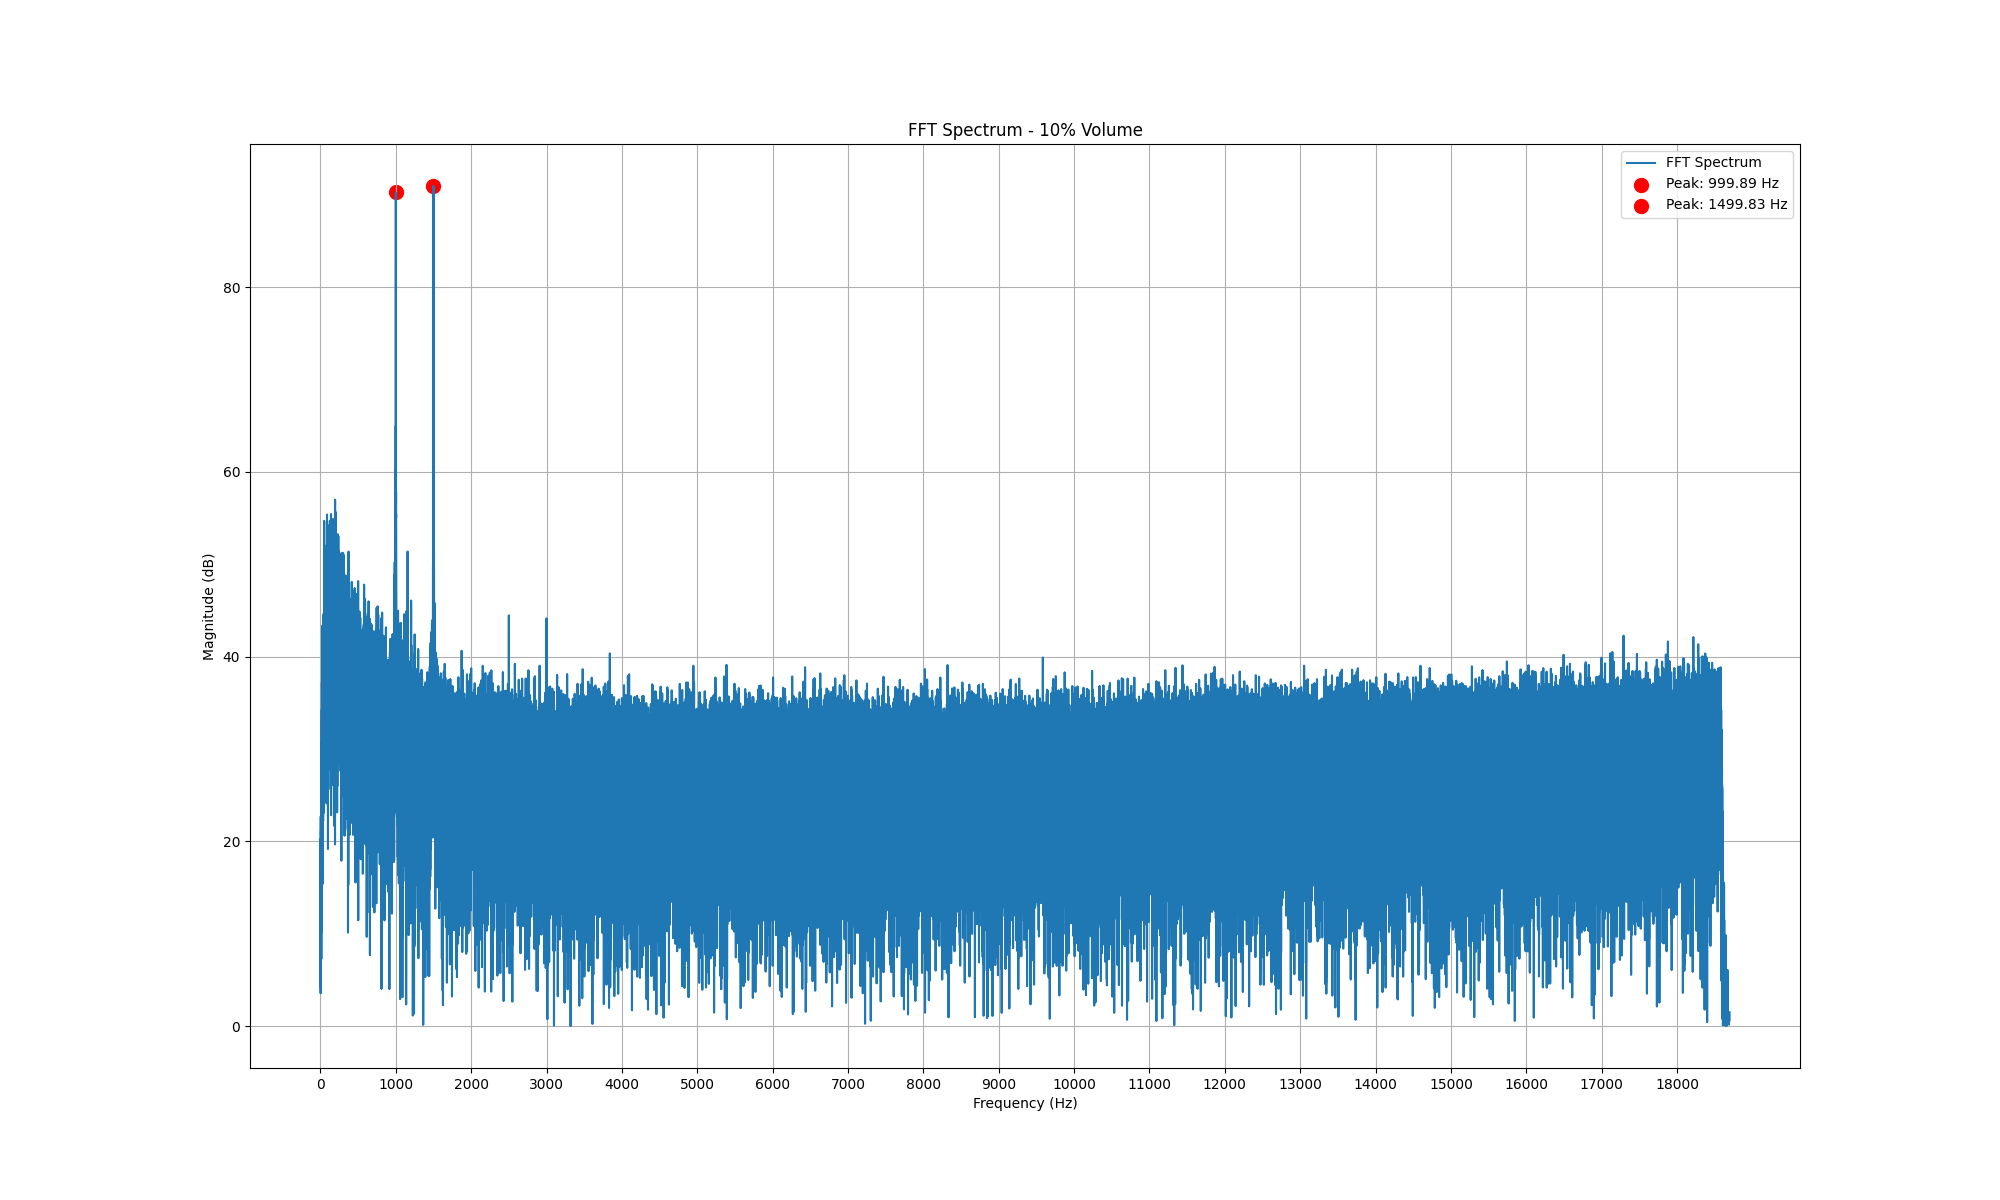 FFT Spectrum - 10% Volume
FFT Spectrum
Peak: 999.89 Hz
Peak: 1499.83 Hz
Magnitude (dB)
80
60
40
20
0
0 1000 2000 3000 4000 5000 6000 7000 8000 9000 10000 11000 12000 13000 14000 15000 16000 17000 18000
Frequency (Hz)